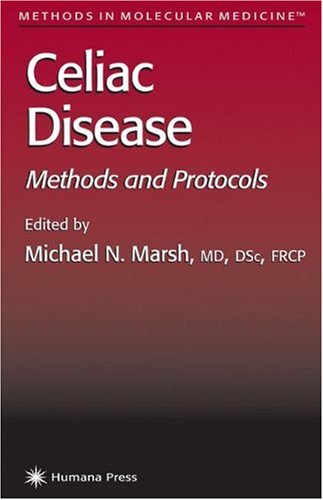 METHODS IN MOLECULAR MEDICINE™
Celiac
Disease
Methods and Protocols
Edited by
Michael N. Marsh, MD, DSc, FRCP
Humana Press